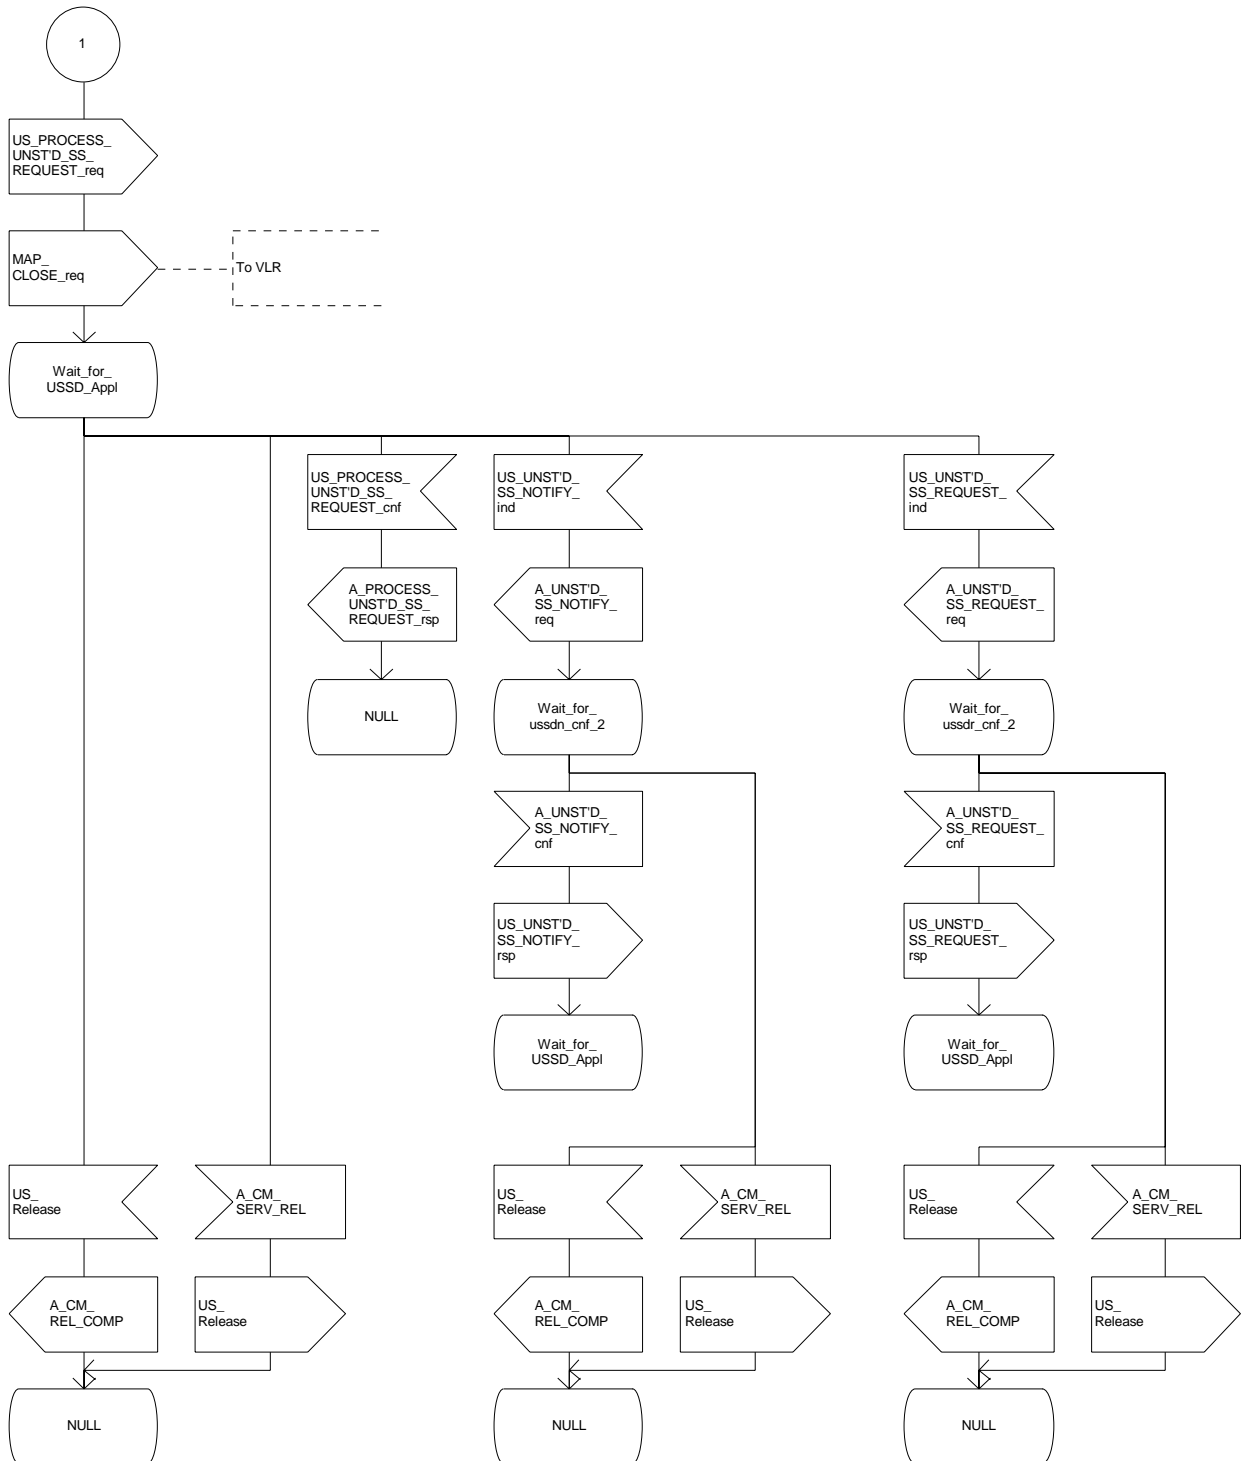 1
US_PROCESS_
UNST'D_SS_
REQUEST_req
MAP_
CLOSE_req
To VLR
Wait_for_
USSD_Appl
US_PROCESS_
UNST'D_SS_
REQUEST_cnf
US_UNST'D_
SS_NOTIFY_
ind
US_UNST'D_
SS_REQUEST_
ind
A_PROCESS_
UNST'D_SS_
REQUEST_rsp
A_UNST'D_
SS_NOTIFY_
req
A_UNST'D_
SS_REQUEST_
req
NULL
Wait_for_
ussdn_cnf_2
Wait_for_
ussdr_cnf_2
A_UNST'D_
SS_NOTIFY_
cnf
A_UNST'D_
SS_REQUEST_
cnf
US_UNST'D_
SS_NOTIFY_
rsp
US_UNST'D_
SS_REQUEST_
rsp
Wait_for_
USSD_Appl
Wait_for_
USSD_Appl
US_
Release
A_CM_
SERV_REL
US_
Release
A_CM_
SERV_REL
US_
Release
A_CM_
SERV_REL
A_CM_
REL_COMP
US_
Release
A_CM_
REL_COMP
US_
Release
A_CM_
REL_COMP
US_
Release
NULL
NULL
NULL